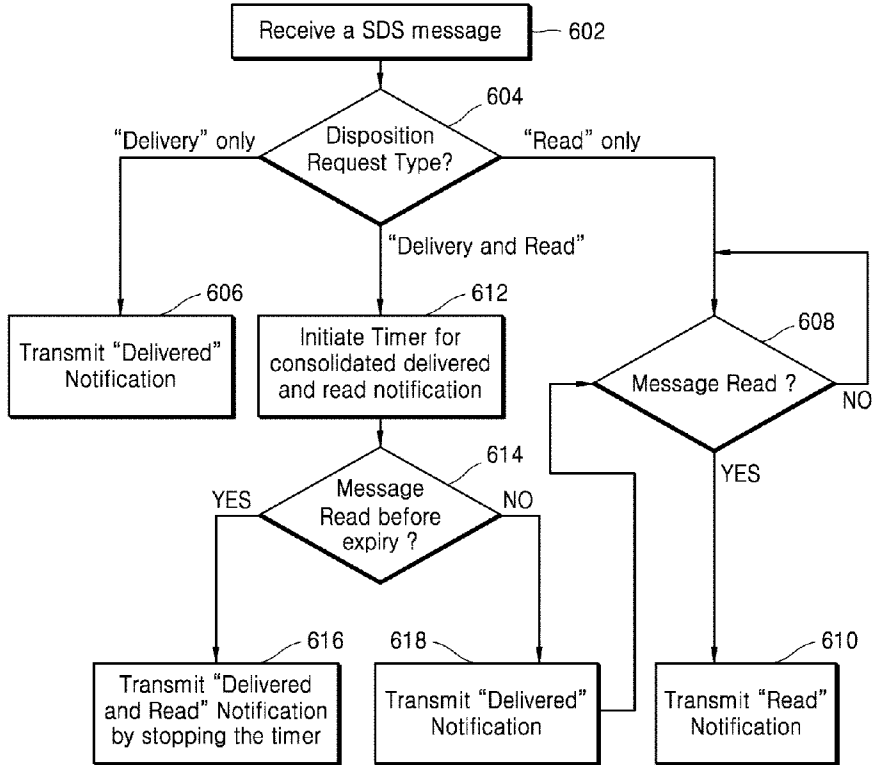 Receive a SDS message
602
604
Disposition
Request Type?
"Delivery" only
"Read" only
"Delivery and Read"
606
Transmit "Delivered"
Notification
612
Initiate Timer for
consolidated delivered
and read notification
608
Message Read ?
NO
YES
614
Message
Read before
expiry ?
YES
NO
616
Transmit "Delivered
and Read" Notification
by stopping the timer
618
Transmit "Delivered"
Notification
610
Transmit "Read"
Notification